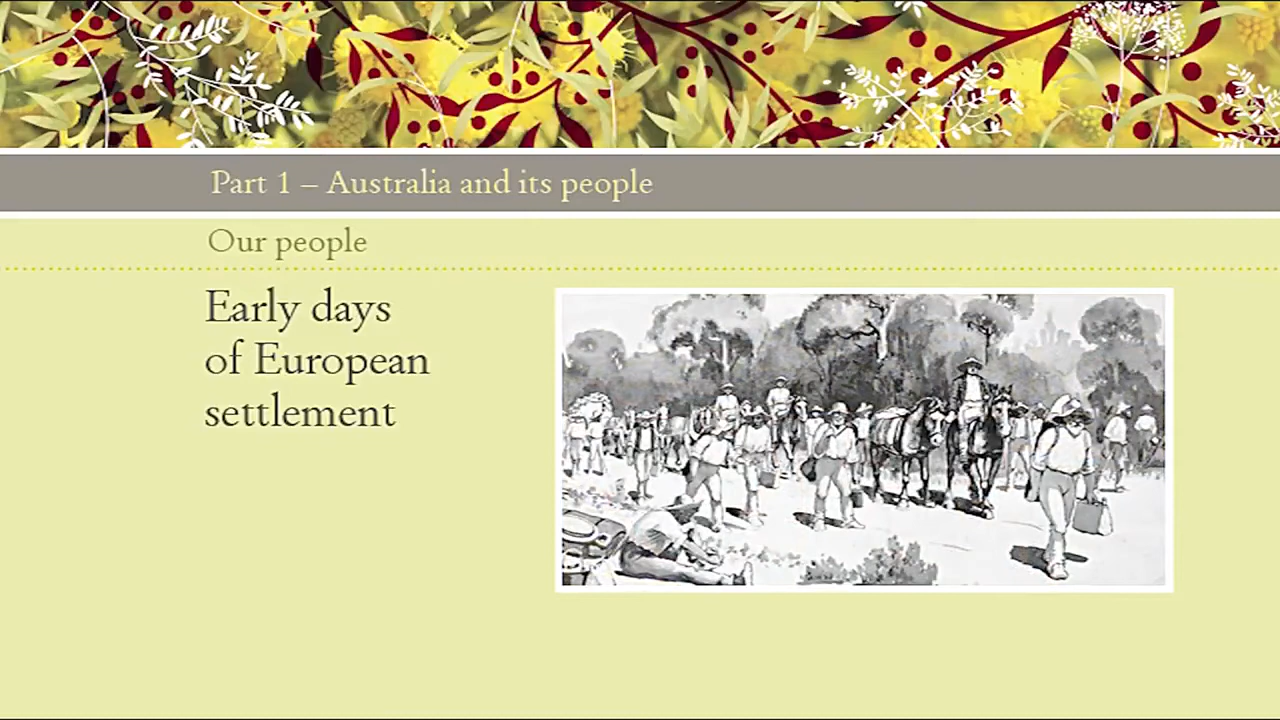 Part 1 – Australia and its people
Our people
Early days
of European
settlement